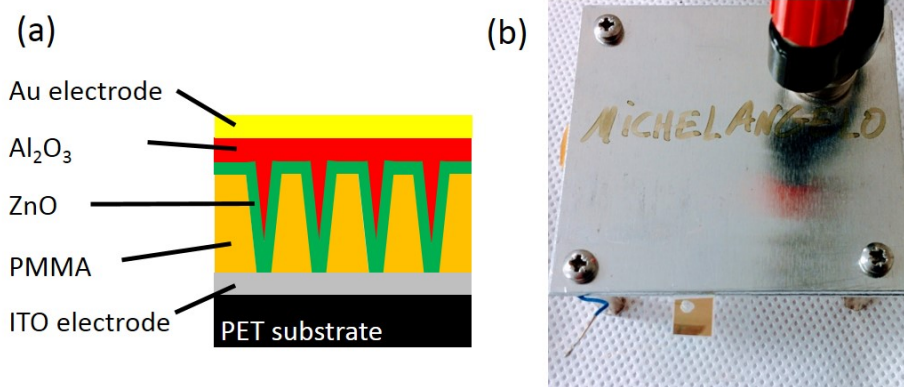 (a)
Au electrode
Al₂O₃
ZnO
PMMA
ITO electrode
PET substrate
(b)
MICHELANGELO